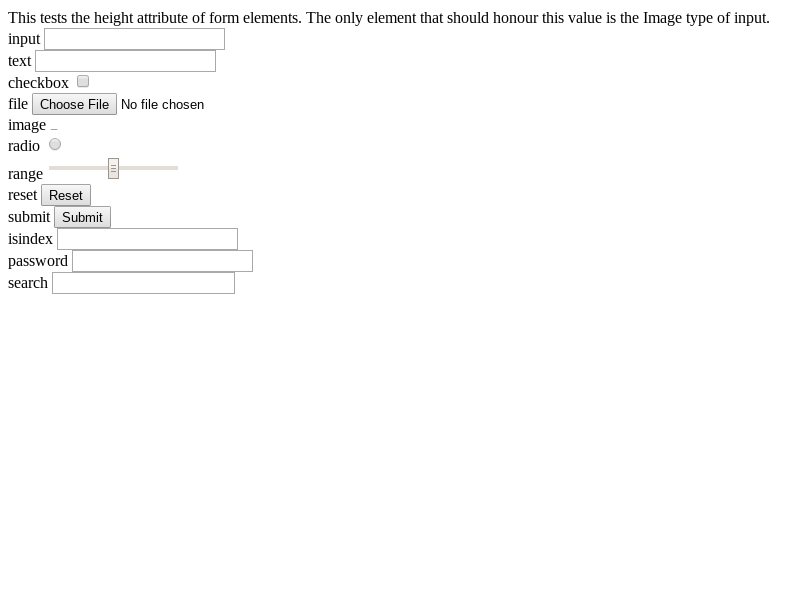 This tests the height attribute of form elements. The only element that should honour this value is the Image type of input.
input
text
checkbox
file Choose File No file chosen
image
radio
range
reset Reset
submit Submit
isindex
password
search